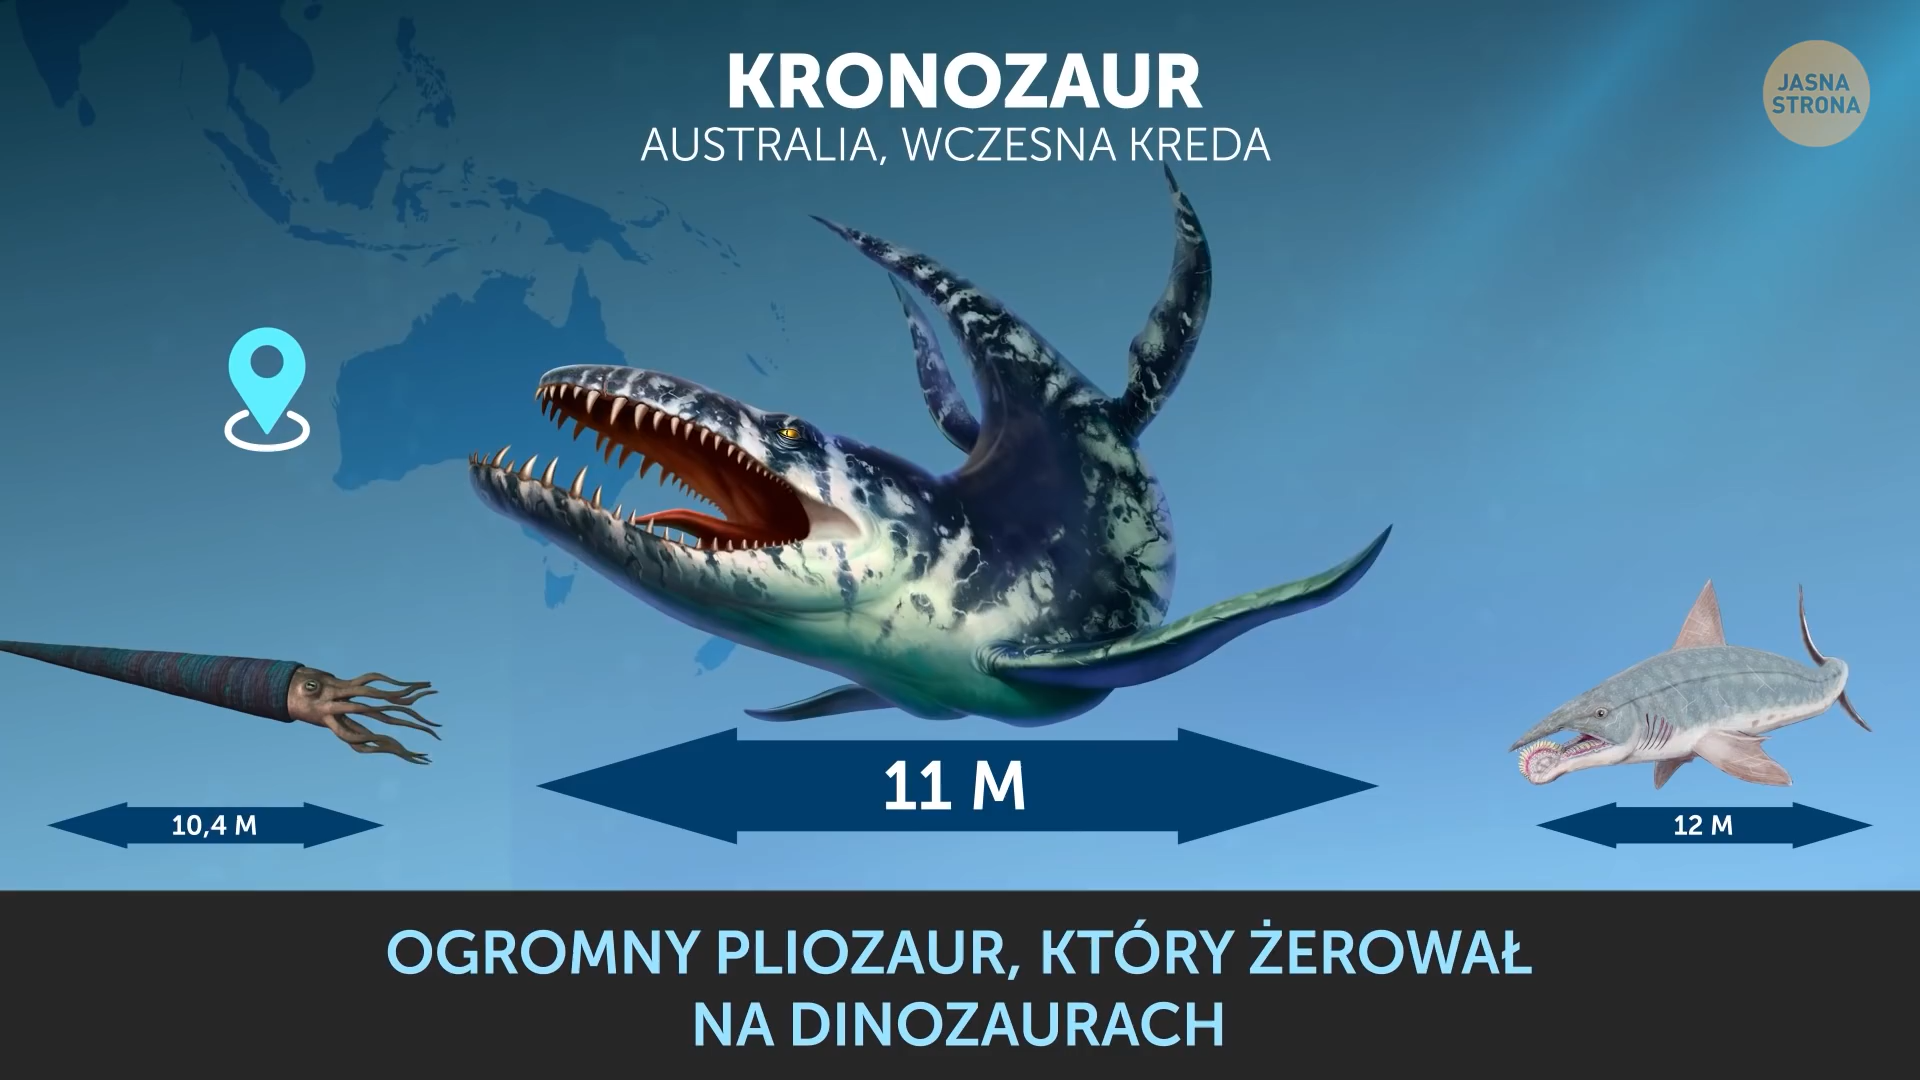 KRONOZAUR
AUSTRALIA, WCZESNA KREDA
JASNA
STRONA
11 M
10,4 M
12 M
OGROMNY PLIOZAUR, KTÓRY ŻEROWAŁ
NA DINOZAURACH